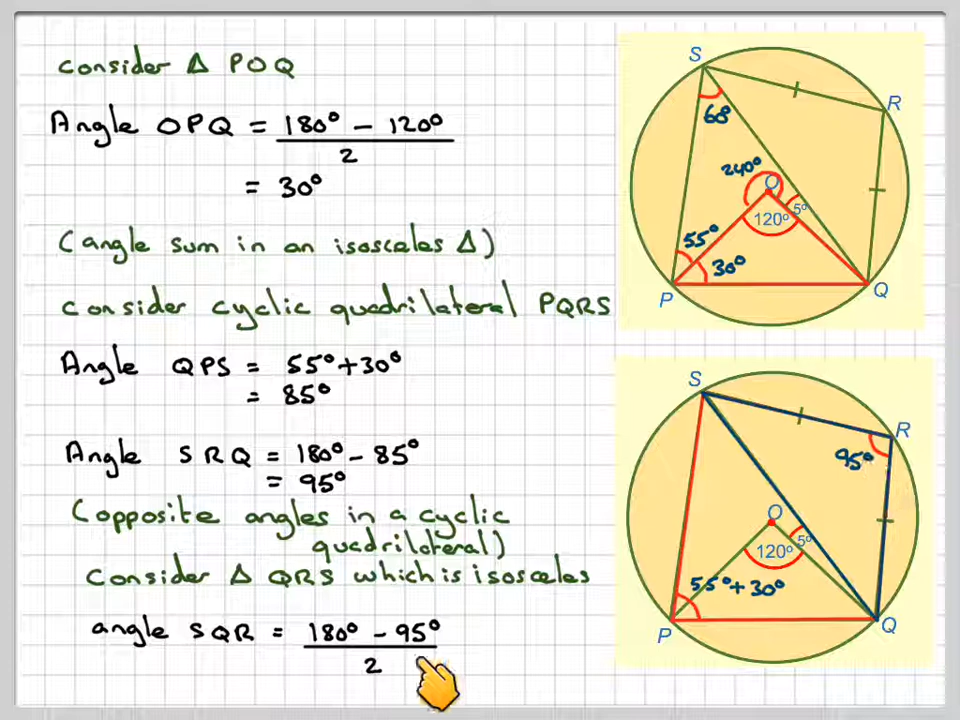 Consider Δ POQ
Angle OPQ = 180° - 120°
2
= 30°
(angle sum in an isosceles Δ)
Consider cyclic quadrilateral PQRS
Angle QPS = 55° + 30°
= 85°
Angle SRQ = 180° - 85°
= 95°
(opposite angles in a cyclic
quadrilateral)
Consider Δ QRS which is isosceles
angle SQR = 180° - 95°
2
S
R
60°
240°
O
5°
120°
55°
30°
P
Q
S
R
95°
O
5°
120°
55° + 30°
P
Q